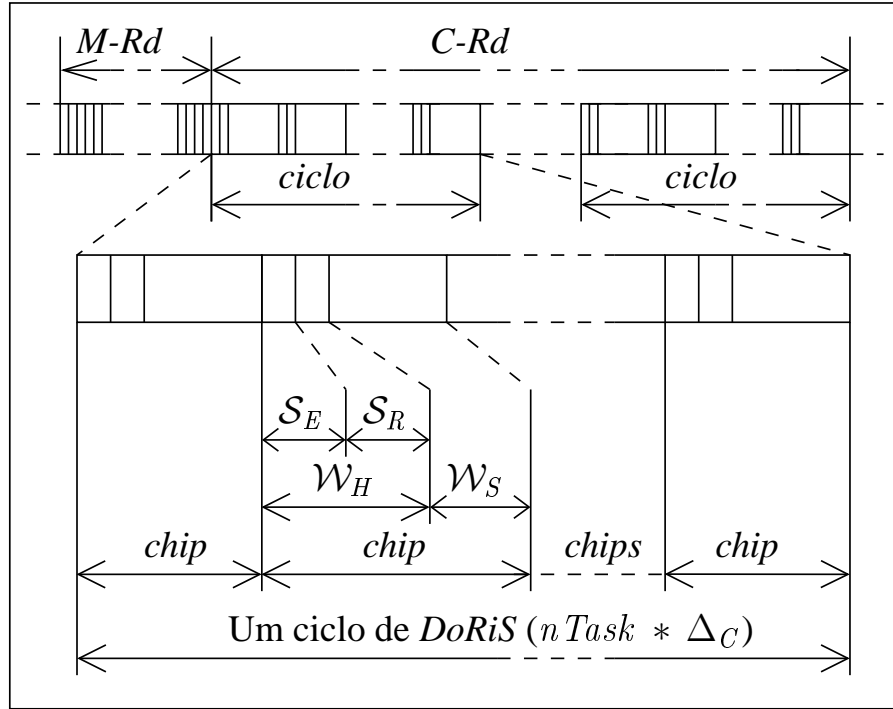 M-Rd C-Rd
ciclo ciclo
S_E S_R
W_H W_S
chip chip chips chip
Um ciclo de DoRiS (nTask * Δ_C)